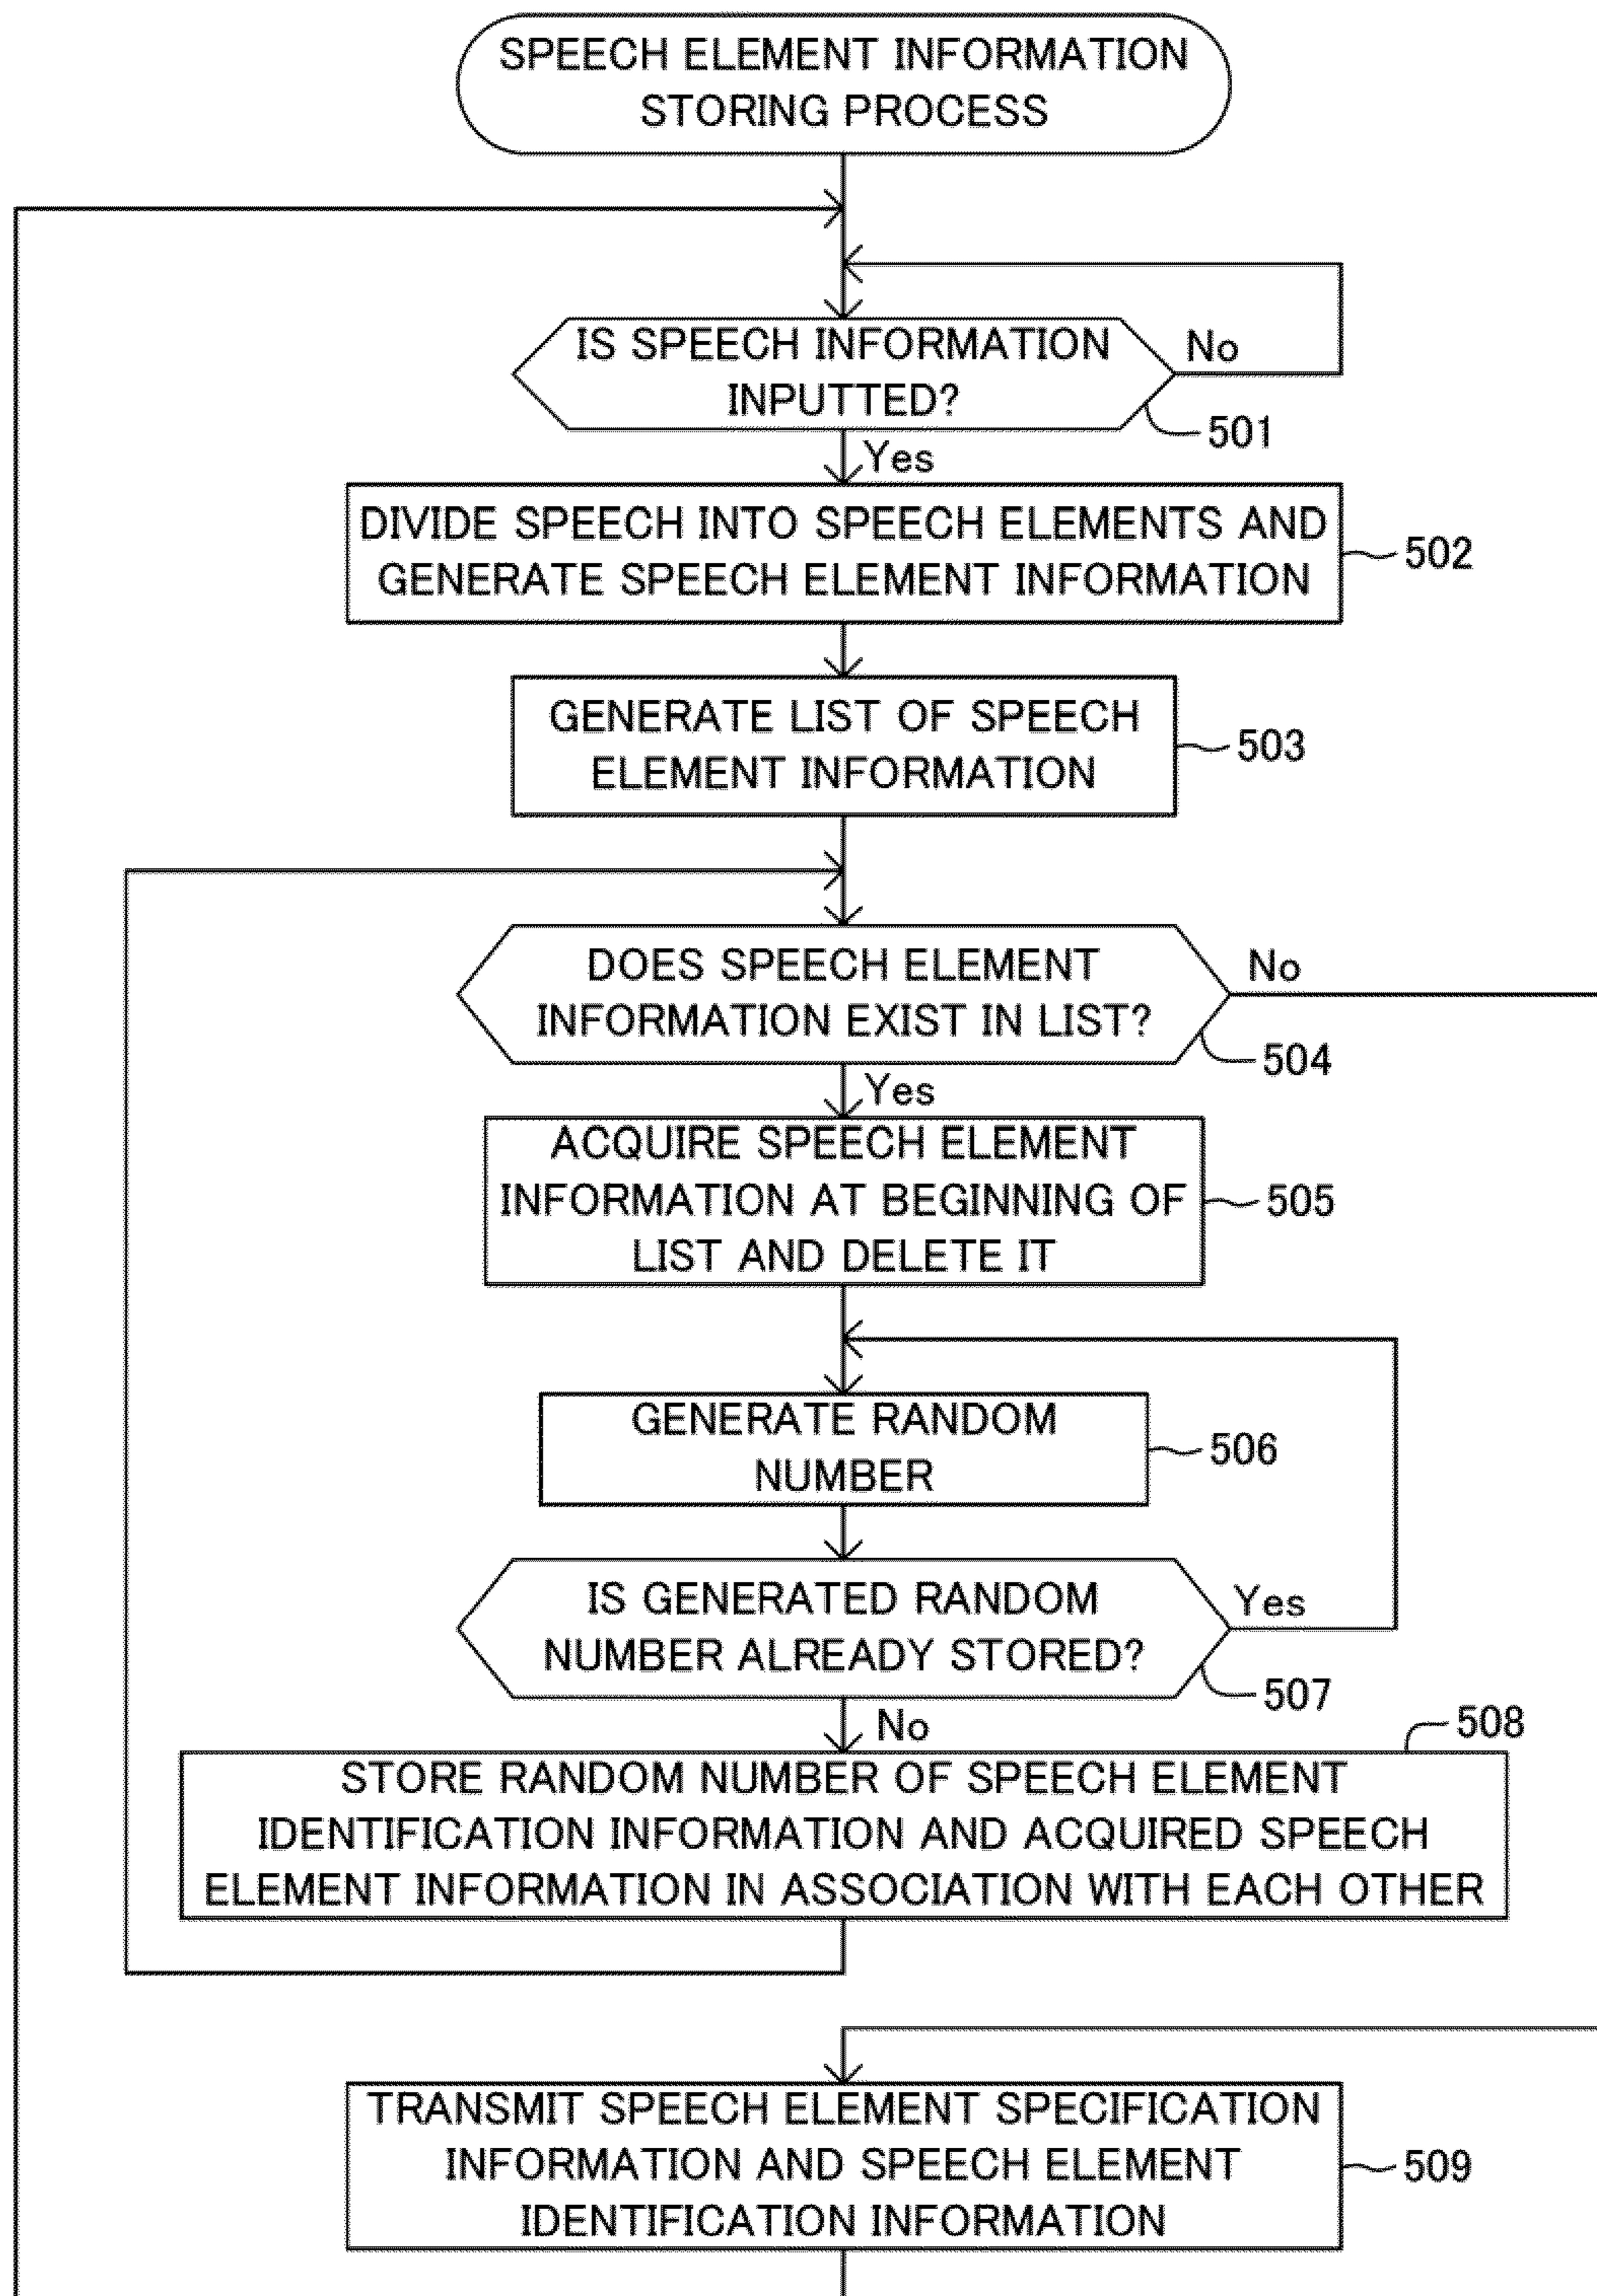 SPEECH ELEMENT INFORMATION
STORING PROCESS
IS SPEECH INFORMATION
INPUTTED?
No
501
Yes
DIVIDE SPEECH INTO SPEECH ELEMENTS AND
GENERATE SPEECH ELEMENT INFORMATION
502
GENERATE LIST OF SPEECH
ELEMENT INFORMATION
503
DOES SPEECH ELEMENT
INFORMATION EXIST IN LIST?
No
504
Yes
ACQUIRE SPEECH ELEMENT
INFORMATION AT BEGINNING OF
LIST AND DELETE IT
505
GENERATE RANDOM
NUMBER
506
IS GENERATED RANDOM
NUMBER ALREADY STORED?
Yes
507
No
508
STORE RANDOM NUMBER OF SPEECH ELEMENT
IDENTIFICATION INFORMATION AND ACQUIRED SPEECH
ELEMENT INFORMATION IN ASSOCIATION WITH EACH OTHER
TRANSMIT SPEECH ELEMENT SPECIFICATION
INFORMATION AND SPEECH ELEMENT
IDENTIFICATION INFORMATION
509